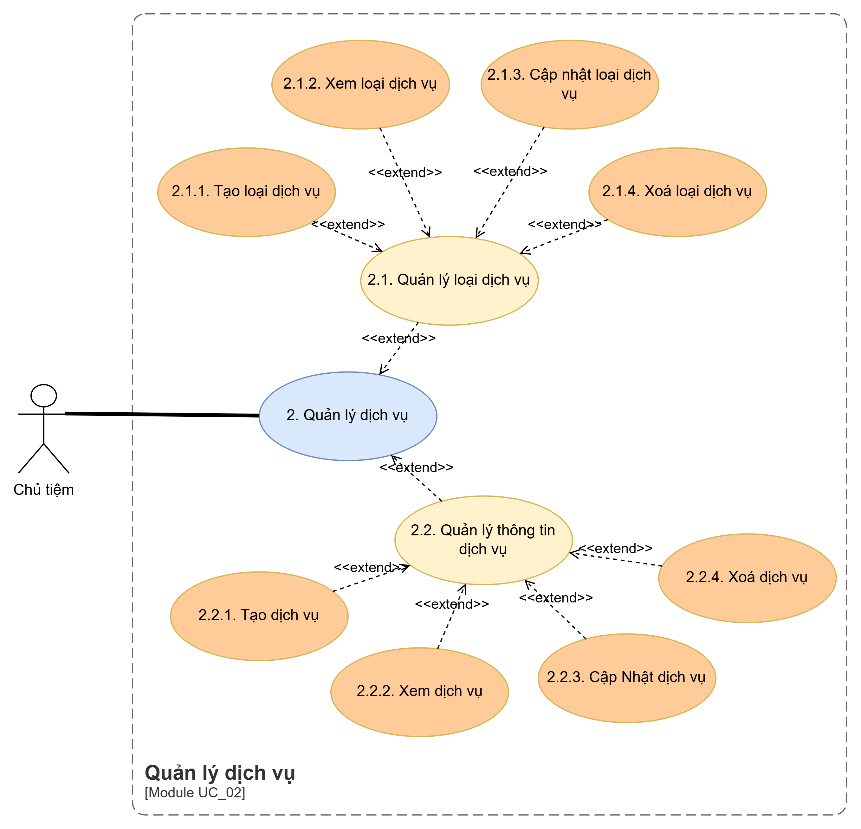 2.1.2. Xem loại dịch vụ
2.1.3. Cập nhật loại dịch
vụ
<<extend>>
<<extend>>
2.1.1. Tạo loại dịch vụ
2.1.4. Xoá loại dịch vụ
<<extend>>
<<extend>>
2.1. Quản lý loại dịch vụ
<<extend>>
2. Quản lý dịch vụ
Chủ tiệm
<<extend>>
2.2. Quản lý thông tin
dịch vụ
<<extend>>
<<extend>>
2.2.4. Xoá dịch vụ
2.2.1. Tạo dịch vụ
<<extend>>
<<extend>>
2.2.2. Xem dịch vụ
2.2.3. Cập Nhật dịch vụ
Quản lý dịch vụ
[Module UC_02]